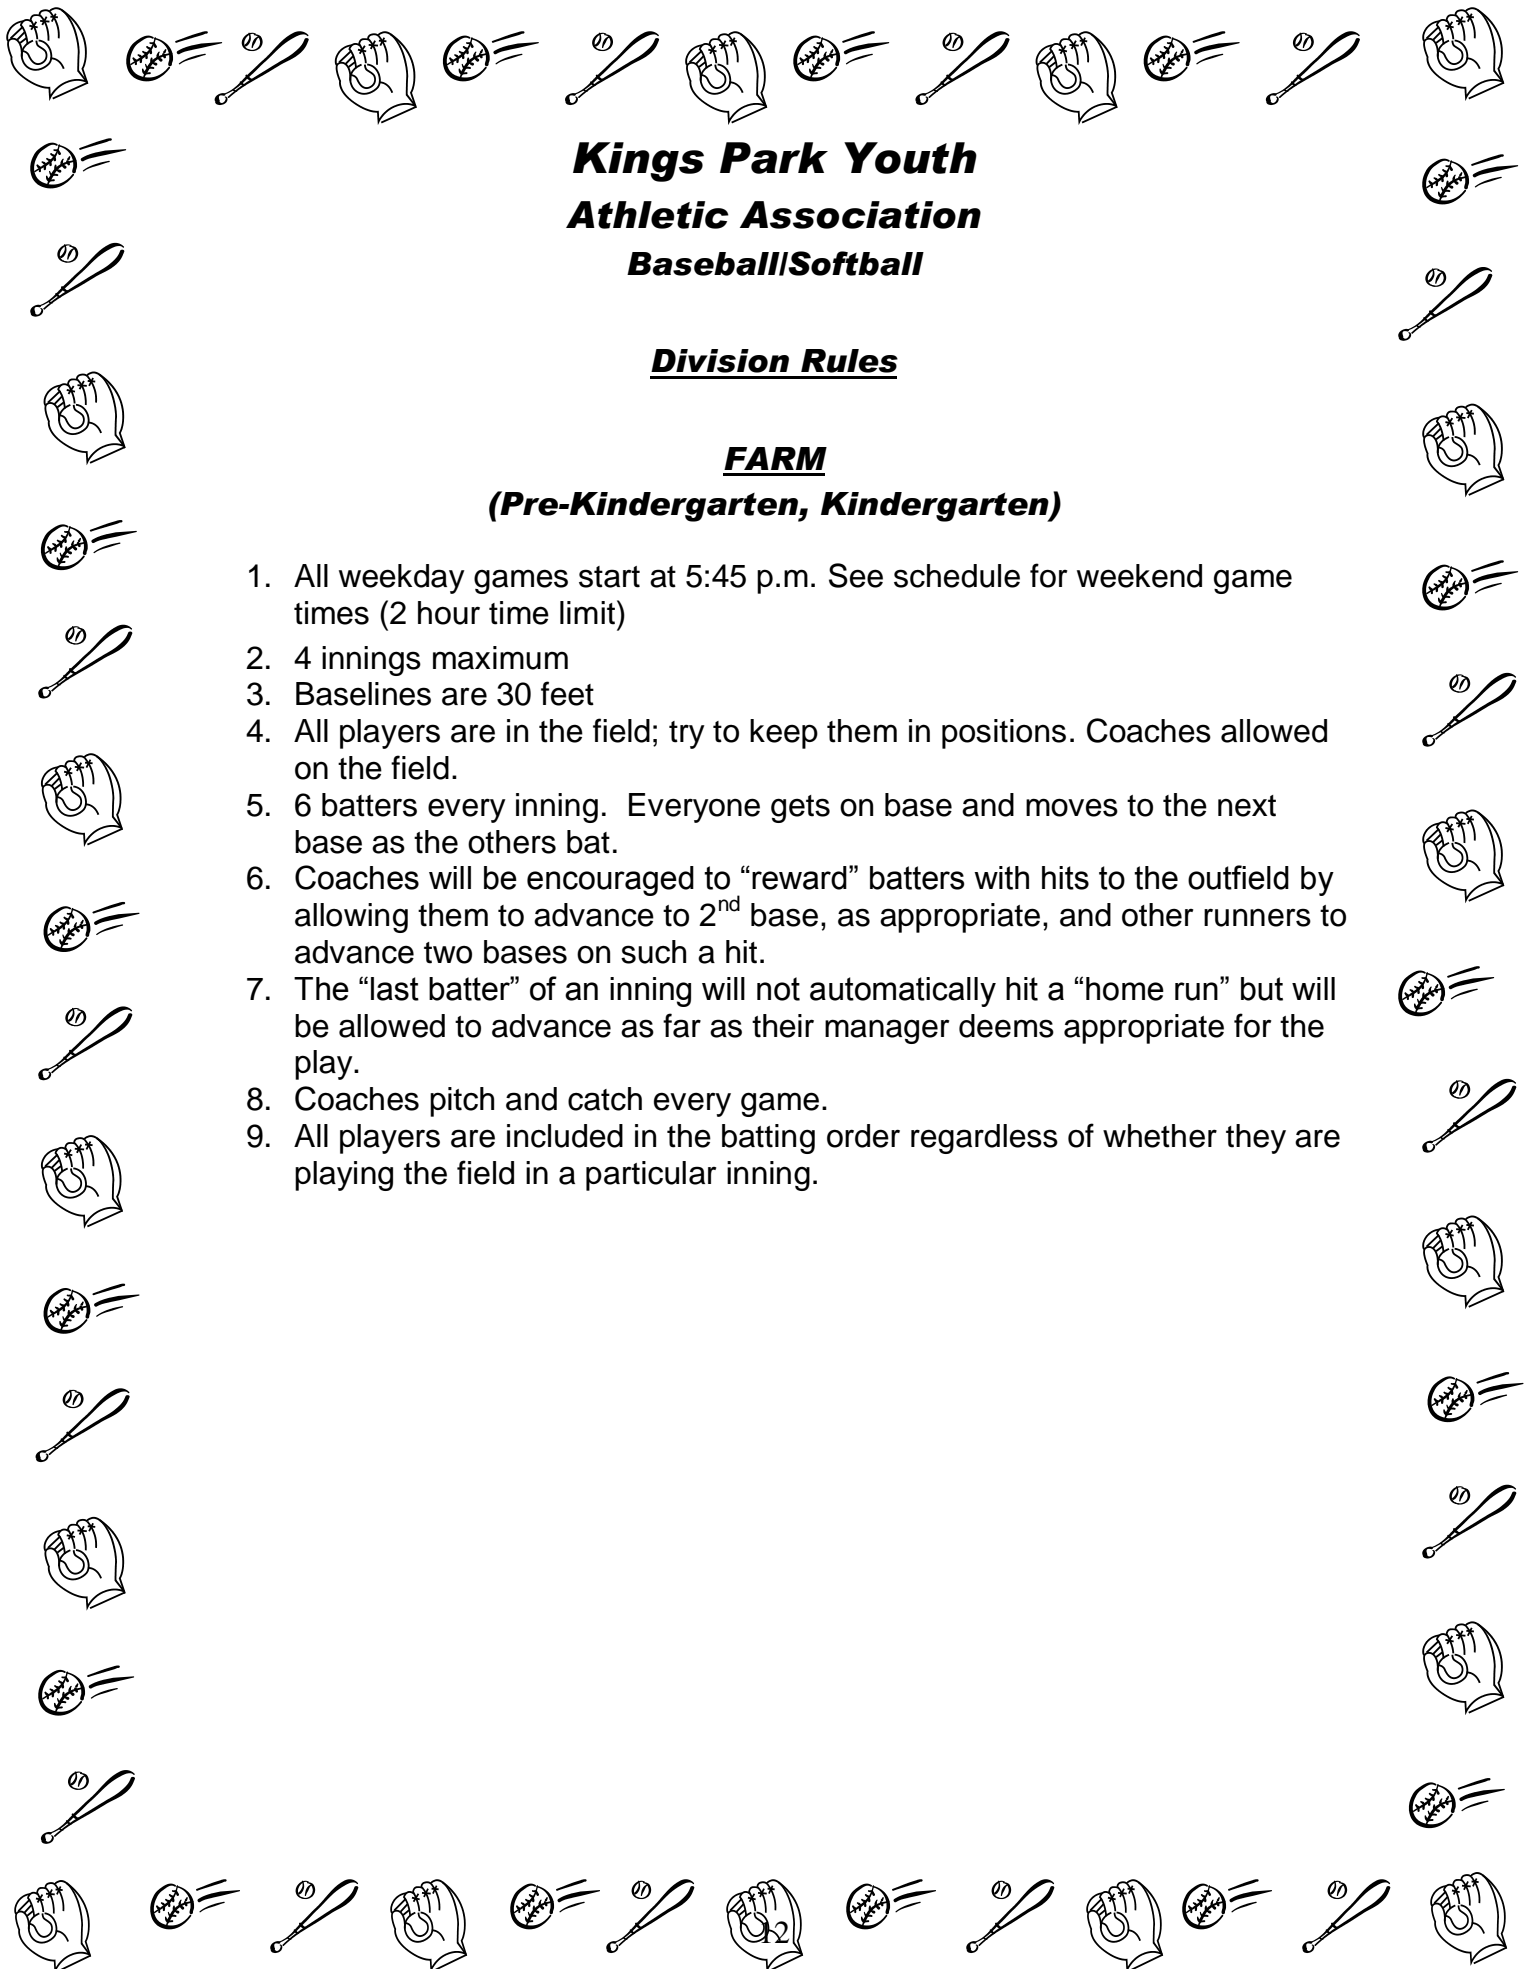 Kings Park Youth
Athletic Association
Baseball/Softball
Division Rules
FARM
(Pre-Kindergarten, Kindergarten)
1. All weekday games start at 5:45 p.m. See schedule for weekend game
times (2 hour time limit)
2. 4 innings maximum
3. Baselines are 30 feet
4. All players are in the field; try to keep them in positions. Coaches allowed
on the field.
5. 6 batters every inning.  Everyone gets on base and moves to the next
base as the others bat.
6. Coaches will be encouraged to “reward” batters with hits to the outfield by
allowing them to advance to 2nd base, as appropriate, and other runners to
advance two bases on such a hit.
7. The “last batter” of an inning will not automatically hit a “home run” but will
be allowed to advance as far as their manager deems appropriate for the
play.
8. Coaches pitch and catch every game.
9. All players are included in the batting order regardless of whether they are
playing the field in a particular inning.
12